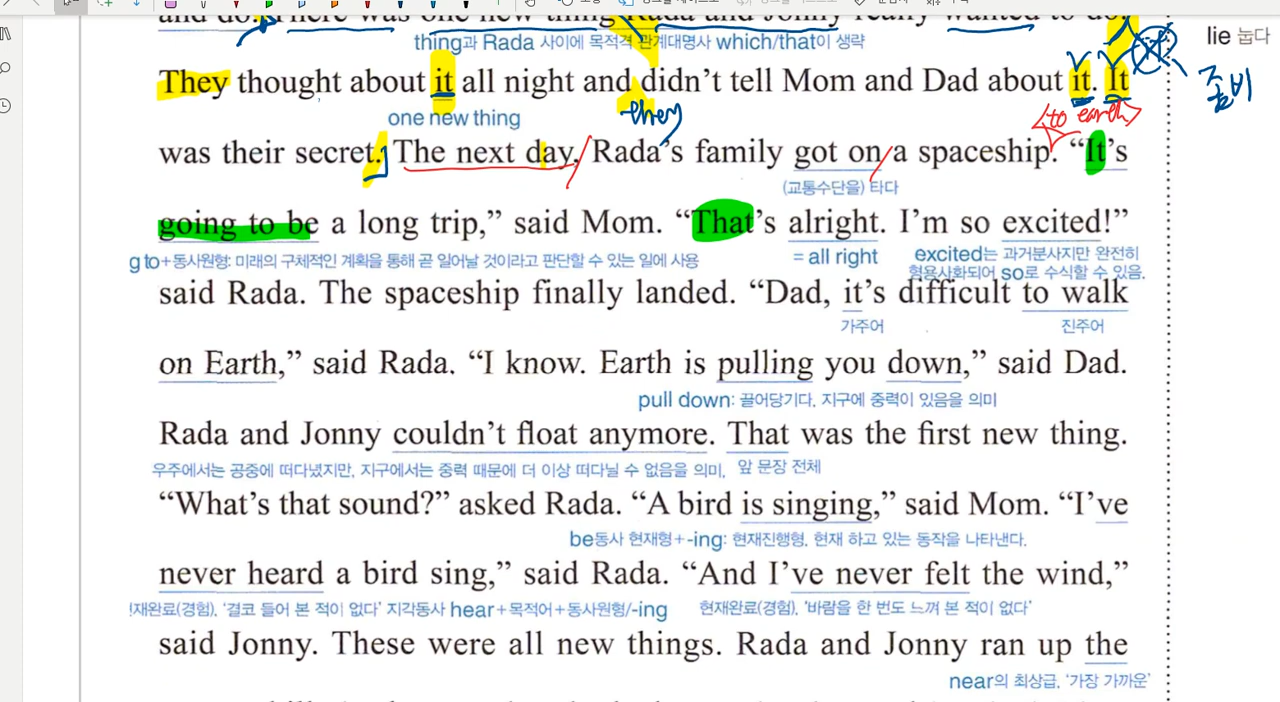 and do. There was one new thing Rada and Jonny really wanted to do.
thing과 Rada 사이에 목적격 관계대명사 which/that이 생략
lie 눕다
They thought about it all night and didn't tell Mom and Dad about it. It
준비
one new thing
they
<to earth>
was their secret. The next day, Rada's family got on a spaceship. “It's
(교통수단을) 타다
going to be a long trip,” said Mom. “That's alright. I'm so excited!”
g to+동사원형: 미래의 구체적인 계획을 통해 곧 일어날 것이라고 판단할 수 있는 일에 사용
= all right
excited는 과거분사지만 완전히
형용사화되어 so로 수식할 수 있음.
said Rada. The spaceship finally landed. “Dad, it's difficult to walk
가주어
진주어
on Earth,” said Rada. “I know. Earth is pulling you down,” said Dad.
pull down: 끌어당기다, 지구에 중력이 있음을 의미
Rada and Jonny couldn't float anymore. That was the first new thing.
우주에서는 공중에 떠다녔지만, 지구에서는 중력 때문에 더 이상 떠다닐 수 없음을 의미,
앞 문장 전체
“What's that sound?” asked Rada. “A bird is singing,” said Mom. “I've
be동사 현재형+-ing: 현재진행형, 현재 하고 있는 동작을 나타낸다.
never heard a bird sing,” said Rada. “And I've never felt the wind,”
재완료(경험), ‘결코 들어 본 적이 없다’ 지각동사 hear+목적어+동사원형/-ing
현재완료(경험), ‘바람을 한 번도 느껴 본 적이 없다’
said Jonny. These were all new things. Rada and Jonny ran up the
near의 최상급, ‘가장 가까운’